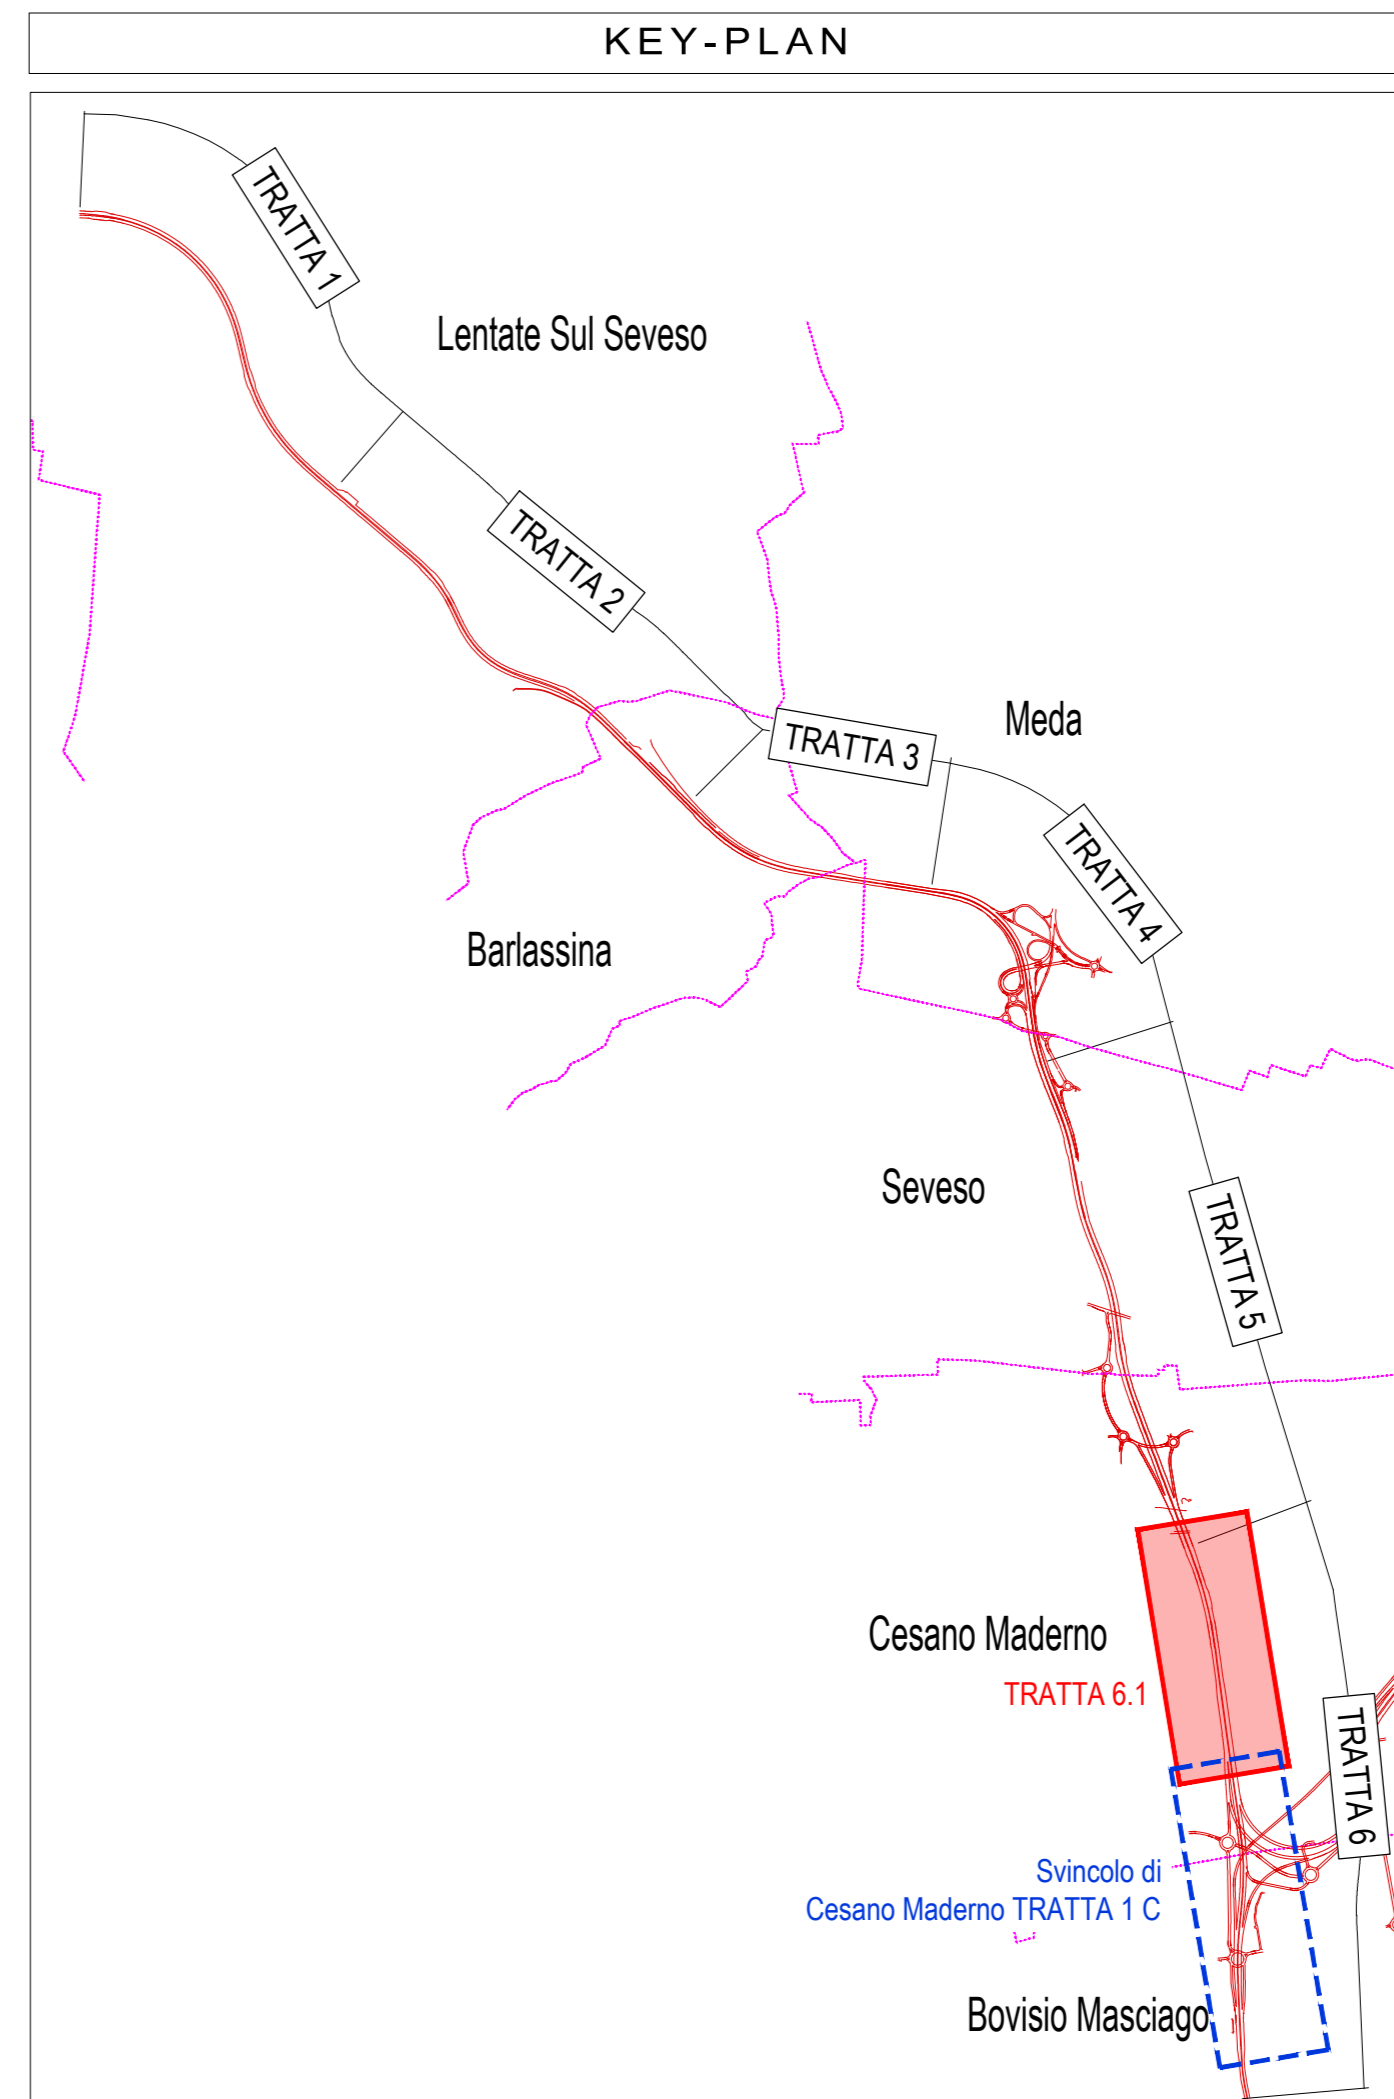 KEY-PLAN
TRATTA 1
Lentate Sul Seveso
TRATTA 2
Meda
TRATTA 3
TRATTA 4
Barlassina
Seveso
TRATTA 5
Cesano Maderno
TRATTA 6.1
TRATTA 6
Svincolo di
Cesano Maderno TRATTA 1 C
Bovisio Masciago